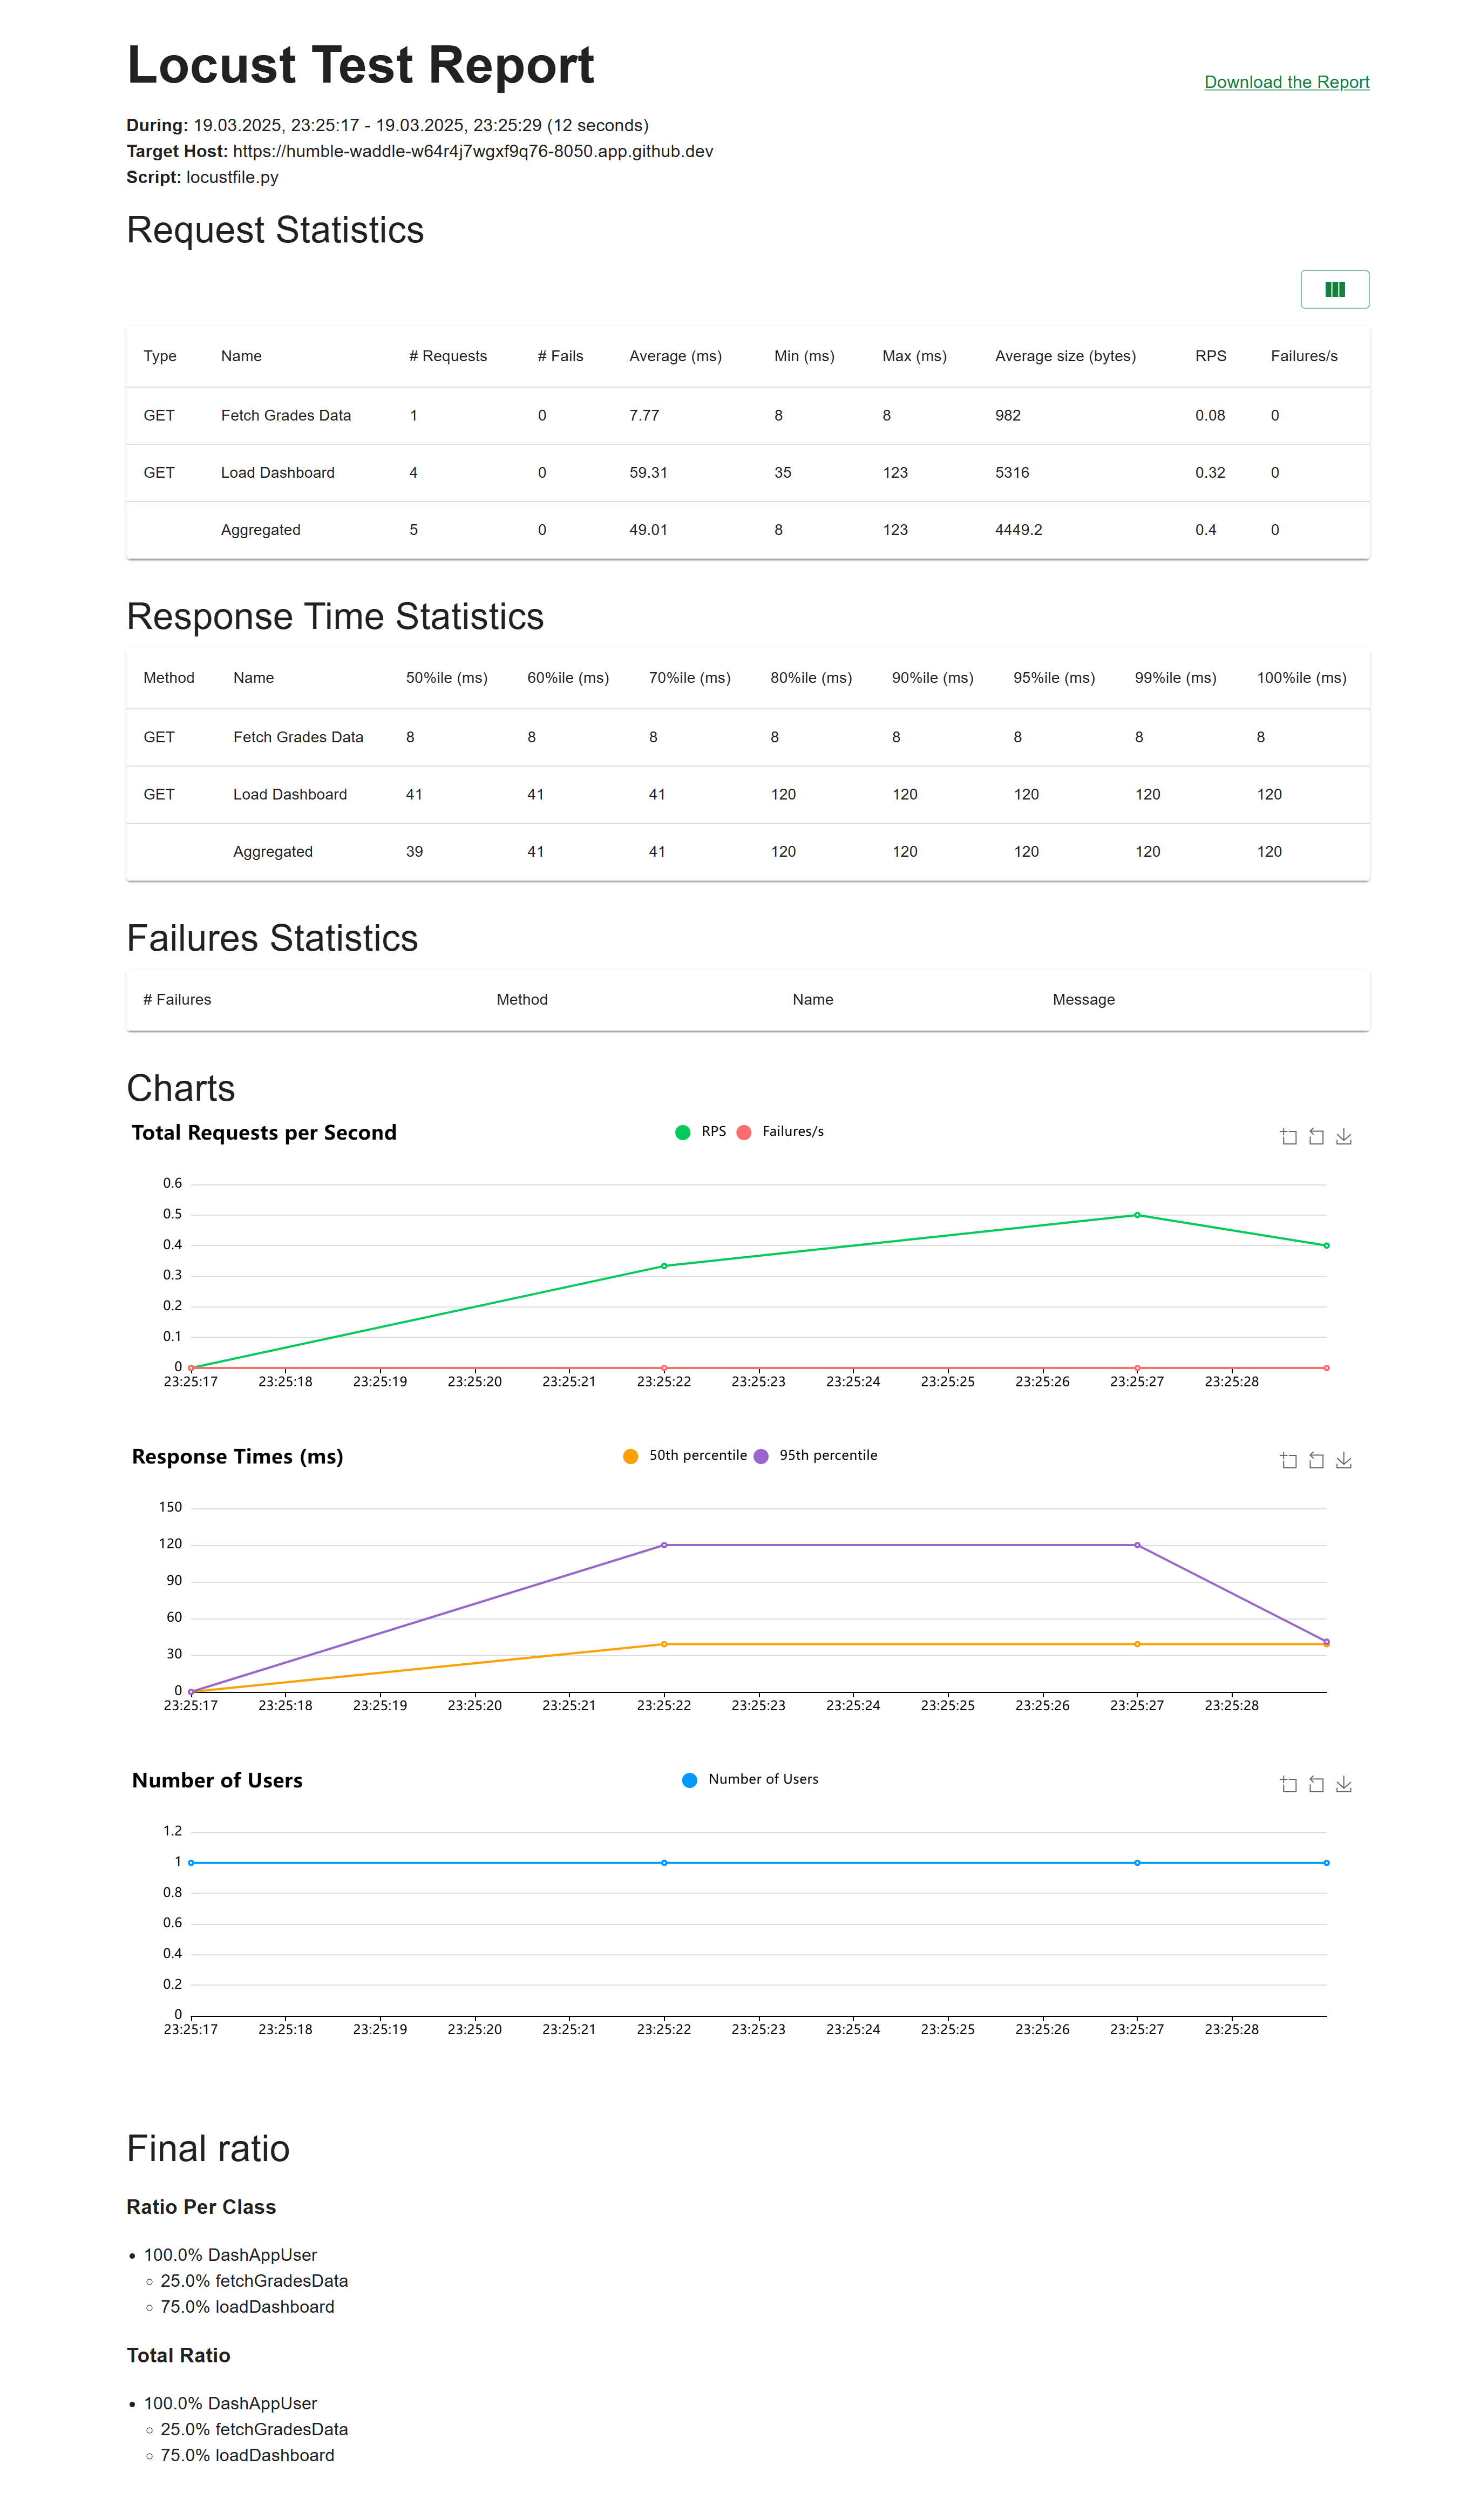 Locust Test Report
Download the Report
During: 19.03.2025, 23:25:17 - 19.03.2025, 23:25:29 (12 seconds)
Target Host: https://humble-waddle-w64r4j7wgxf9q76-8050.app.github.dev
Script: locustfile.py
Request Statistics
Type Name # Requests # Fails Average (ms) Min (ms) Max (ms) Average size (bytes) RPS Failures/s
GET Fetch Grades Data 1 0 7.77 8 8 982 0.08 0
GET Load Dashboard 4 0 59.31 35 123 5316 0.32 0
Aggregated 5 0 49.01 8 123 4449.2 0.4 0
Response Time Statistics
Method Name 50%ile (ms) 60%ile (ms) 70%ile (ms) 80%ile (ms) 90%ile (ms) 95%ile (ms) 99%ile (ms) 100%ile (ms)
GET Fetch Grades Data 8 8 8 8 8 8 8 8
GET Load Dashboard 41 41 41 120 120 120 120 120
Aggregated 39 41 41 120 120 120 120 120
Failures Statistics
# Failures Method Name Message
Charts
Total Requests per Second RPS Failures/s
0.6
0.5
0.4
0.3
0.2
0.1
0
23:25:17 23:25:18 23:25:19 23:25:20 23:25:21 23:25:22 23:25:23 23:25:24 23:25:25 23:25:26 23:25:27 23:25:28
Response Times (ms) 50th percentile 95th percentile
150
120
90
60
30
0
23:25:17 23:25:18 23:25:19 23:25:20 23:25:21 23:25:22 23:25:23 23:25:24 23:25:25 23:25:26 23:25:27 23:25:28
Number of Users Number of Users
1.2
1
0.8
0.6
0.4
0.2
0
23:25:17 23:25:18 23:25:19 23:25:20 23:25:21 23:25:22 23:25:23 23:25:24 23:25:25 23:25:26 23:25:27 23:25:28
Final ratio
Ratio Per Class
100.0% DashAppUser
25.0% fetchGradesData
75.0% loadDashboard
Total Ratio
100.0% DashAppUser
25.0% fetchGradesData
75.0% loadDashboard